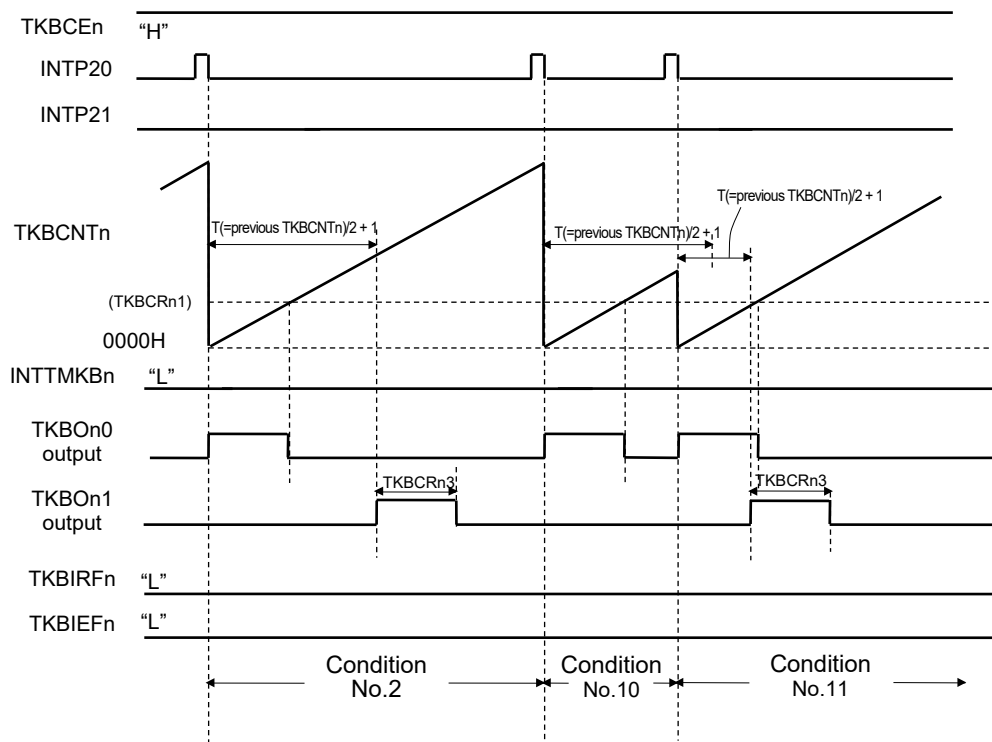 TKBCEn "H"
INTP20
INTP21
TKBCNTn
T(=previous TKBCNTn)/2 + 1
T(=previous TKBCNTn)/2 + 1
T(=previous TKBCNTn)/2 + 1
(TKBCRn1)
0000H
INTTMKBn "L"
TKBOn0
output
TKBOn1
output
TKBCRn3
TKBCRn3
TKBIRFn "L"
TKBIEFn "L"
Condition
No.2
Condition
No.10
Condition
No.11